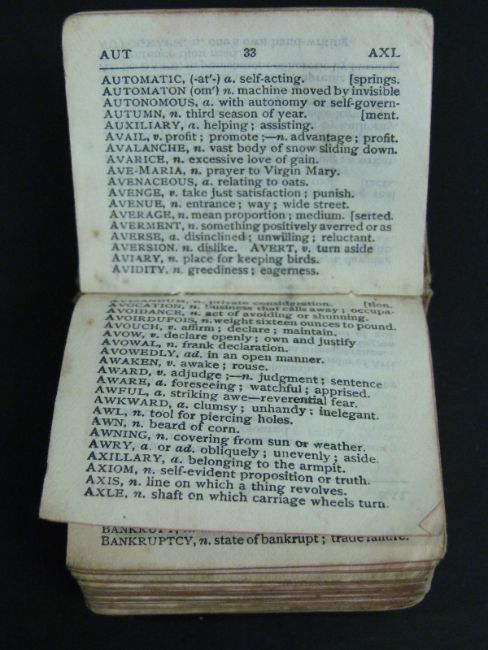 AUT 33 AXL
AUTOMATIC, (-at'-) a. self-acting. [springs.
AUTOMATON (om') n. machine moved by invisible
AUTONOMOUS, a. with autonomy or self-govern-
AUTUMN, n. third season of year. [ment.
AUXILIARY, a. helping; assisting.
AVAIL, v. profit; promote;—n. advantage; profit.
AVALANCHE, n. vast body of snow sliding down.
AVARICE, n. excessive love of gain.
AVE-MARIA, n. prayer to Virgin Mary.
AVENACEOUS, a. relating to oats.
AVENGE, v. take just satisfaction; punish.
AVENUE, n. entrance; way; wide street.
AVERAGE, n. mean proportion; medium. [serted.
AVERMENT, n. something positively averred or as
AVERSE, a. disinclined; unwilling; reluctant.
AVERSION, n. dislike. AVERT, v. turn aside
AVIARY, n. place for keeping birds.
AVIDITY, n. greediness; eagerness.
private consideration. [tion.
AVOCATION, n. business that calls away; occupa-
AVOIDANCE, n. act of avoiding or shunning.
AVOIRDUPOIS, n. weight sixteen ounces to pound.
AVOUCH, v. affirm; declare; maintain.
AVOW, v. declare openly; own and justify
AVOWAL, n. frank declaration.
AVOWEDLY, ad. in an open manner.
AWAKEN, v. awake; rouse.
AWARD, v. adjudge;—n. judgment; sentence
AWARE, a. foreseeing; watchful; apprised.
AWFUL, a. striking awe—reverential fear.
AWKWARD, a. clumsy; unhandy; inelegant.
AWL, n. tool for piercing holes.
AWN, n. beard of corn.
AWNING, n. covering from sun or weather.
AWRY, a. or ad. obliquely; unevenly; aside.
AXILLARY, a. belonging to the armpit.
AXIOM, n. self-evident proposition or truth.
AXIS, n. line on which a thing revolves.
AXLE, n. shaft on which carriage wheels turn.
BANKRUPT, n.
BANKRUPTCY, n. state of bankrupt; trade failure.